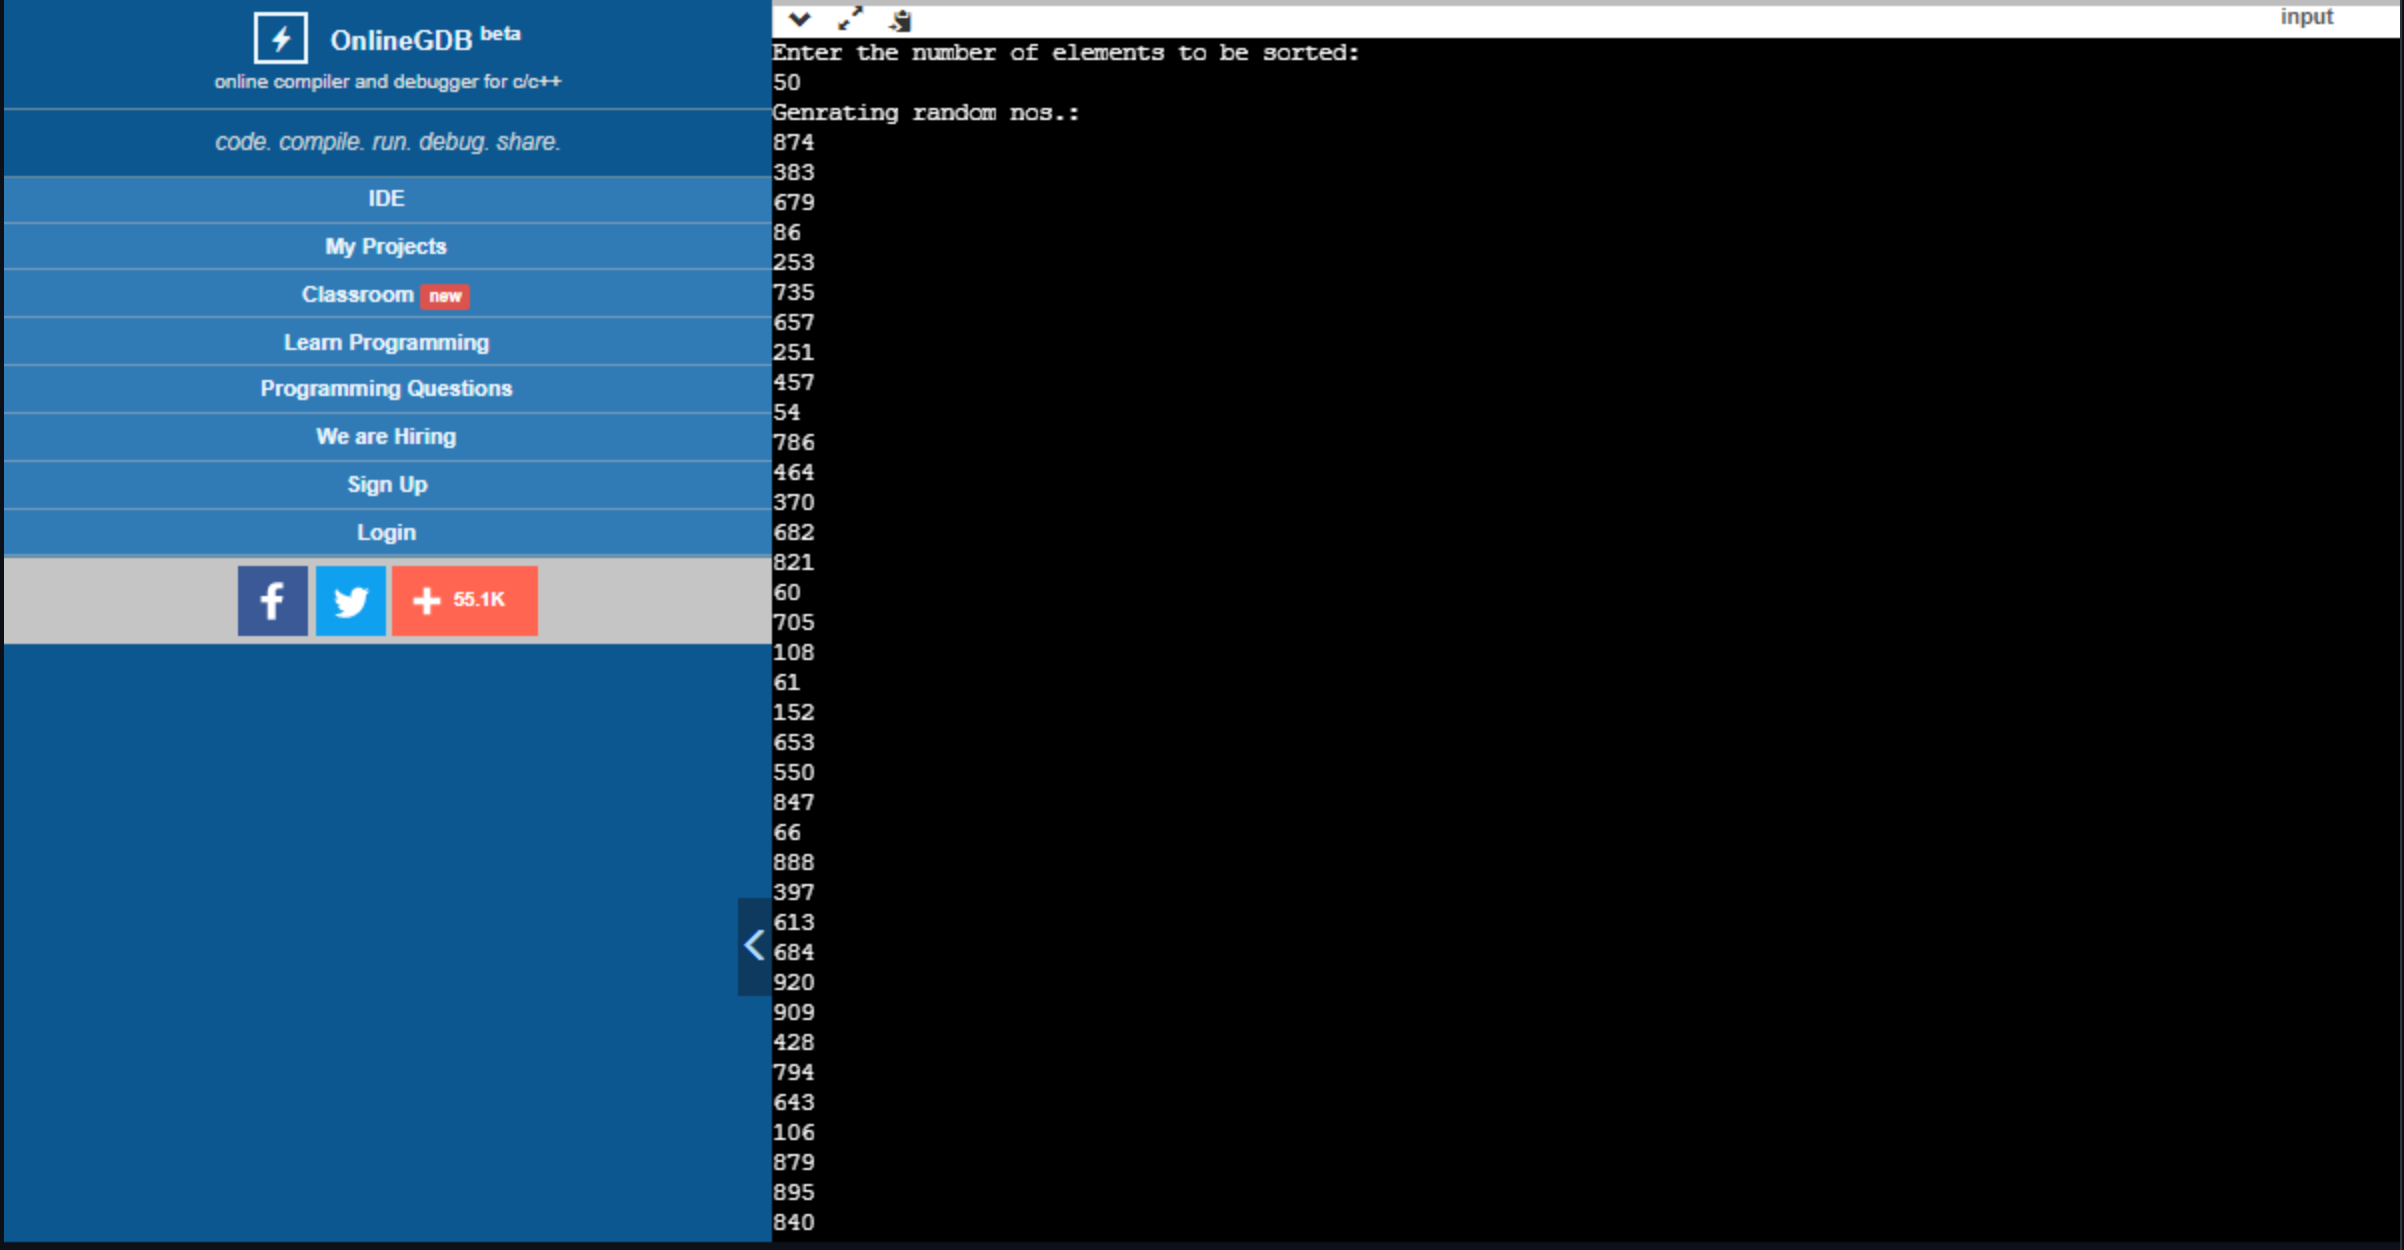 OnlineGDB beta
online compiler and debugger for c/c++
code. compile. run. debug. share.
IDE
My Projects
Classroom new
Learn Programming
Programming Questions
We are Hiring
Sign Up
Login
f
55.1K
input
Enter the number of elements to be sorted:
50
Genrating random nos.:
874
383
679
86
253
735
657
251
457
54
786
464
370
682
821
60
705
108
61
152
653
550
847
66
888
397
613
684
920
909
428
794
643
106
879
895
840